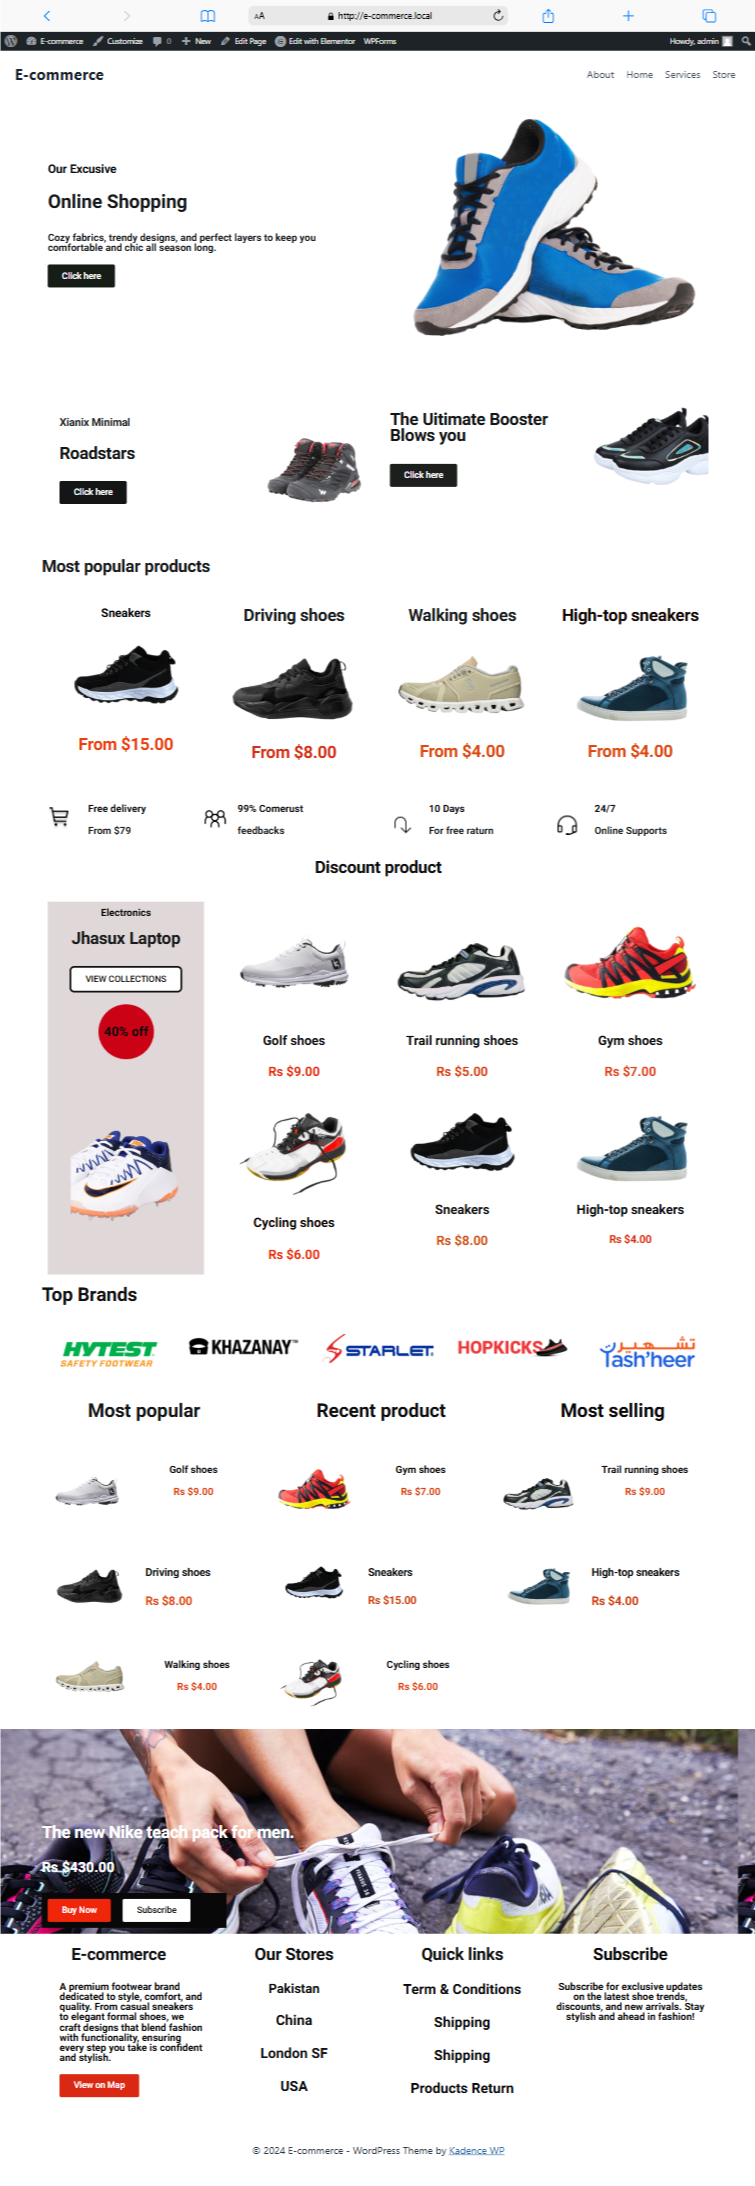 AA http://e-commerce.local
E-commerce Customize 0 New Edit Page Edit with Elementor WPForms Howdy, admin
E-commerce
About Home Services Store
Our Excusive
Online Shopping
Cozy fabrics, trendy designs, and perfect layers to keep you
comfortable and chic all season long.
Click here
Xianix Minimal
Roadstars
Click here
The Uitimate Booster
Blows you
Click here
Most popular products
Sneakers Driving shoes Walking shoes High-top sneakers
From $15.00 From $8.00 From $4.00 From $4.00
Free delivery
From $79
99% Comerust
feedbacks
10 Days
For free raturn
24/7
Online Supports
Discount product
Electronics
Jhasux Laptop
VIEW COLLECTIONS
40% off
Golf shoes Trail running shoes Gym shoes
Rs $9.00 Rs $5.00 Rs $7.00
Cycling shoes Sneakers High-top sneakers
Rs $6.00 Rs $8.00 Rs $4.00
Top Brands
HYTEST
SAFETY FOOTWEAR
KHAZANAY™
STARLET
HOPKICKS
تشهير
Tash'heer
Most popular Recent product Most selling
Golf shoes Gym shoes Trail running shoes
Rs $9.00 Rs $7.00 Rs $9.00
Driving shoes Sneakers High-top sneakers
Rs $8.00 Rs $15.00 Rs $4.00
Walking shoes Cycling shoes
Rs $4.00 Rs $6.00
The new Nike teach pack for men.
Rs $430.00
Buy Now Subscribe
E-commerce
A premium footwear brand
dedicated to style, comfort, and
quality. From casual sneakers
to elegant formal shoes, we
craft designs that blend fashion
with functionality, ensuring
every step you take is confident
and stylish.
View on Map
Our Stores
Pakistan
China
London SF
USA
Quick links
Term & Conditions
Shipping
Shipping
Products Return
Subscribe
Subscribe for exclusive updates
on the latest shoe trends,
discounts, and new arrivals. Stay
stylish and ahead in fashion!
© 2024 E-commerce - WordPress Theme by Kadence WP